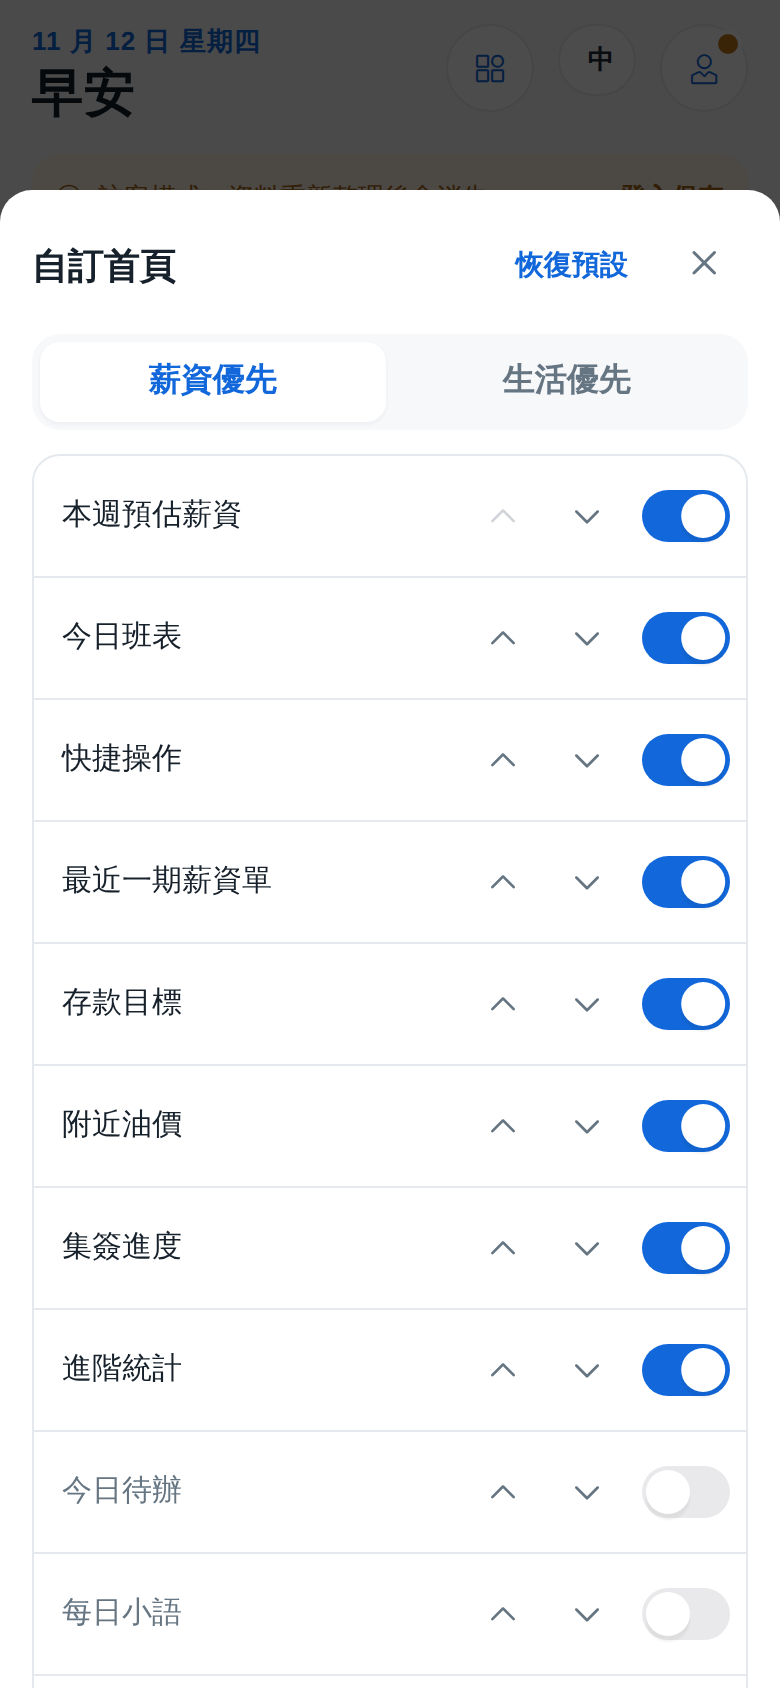 11 月 12 日 星期四
早安
中
自訂首頁
恢復預設
薪資優先
生活優先
本週預估薪資
今日班表
快捷操作
最近一期薪資單
存款目標
附近油價
集簽進度
進階統計
今日待辦
每日小語